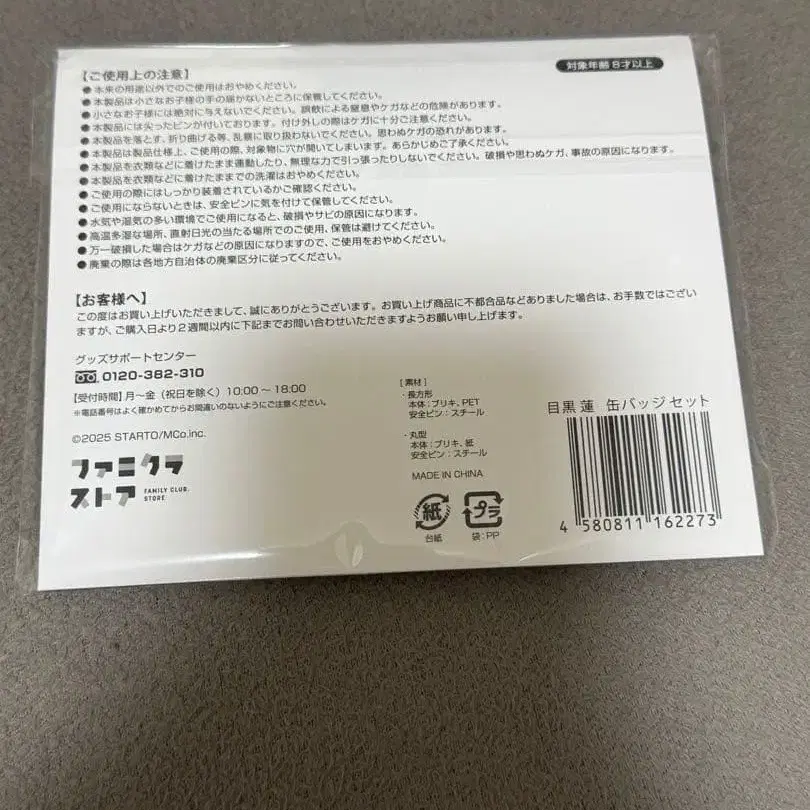 【ご使用上の注意】
対象年齢8才以上
●本来の用途以外でのご使用はおやめください。
●本製品は小さなお子様の手の届かないところに保管してください。
●小さなお子様には絶対に与えないでください。誤飲による窒息やケガなどの危険があります。
●本製品には尖ったピンが付いております。付け外しの際はケガに十分ご注意ください。
●本製品を落とす、折り曲げる等、乱暴に取り扱わないでください。思わぬケガの恐れがあります。
●本製品は製品仕様上、ご使用の際、対象物に穴が開いてしまいます。あらかじめご了承ください。
●本製品を衣類などに着けたまま運動したり、無理な力で引っ張ったりしないでください。破損や思わぬケガ、事故の原因になります。
●本製品を衣類などに着けたままでの洗濯はおやめください。
●ご使用の際にはしっかり装着されているかご確認ください。
●ご使用にならないときは、安全ピンに気を付けて保管してください。
●水気や湿気の多い環境でご使用になると、破損やサビの原因になります。
●高温多湿な場所、直射日光の当たる場所でのご使用、保管は避けてください。
●万一破損した場合はケガなどの原因になりますので、ご使用をおやめください。
●廃棄の際は各地方自治体の廃棄区分に従ってください。
【お客様へ】
この度はお買い上げいただきまして、誠にありがとうございます。お買い上げ商品に不都合品などありました場合は、お手数ではござい
ますが、ご購入日より2週間以内に下記までお問い合わせいただきますようお願い申し上げます。
グッズサポートセンター
0120-382-310
【受付時間】月〜金(祝日を除く)10:00〜18:00
※電話番号はよく確かめてからお間違いのないようにご注意ください。
©2025 STARTO/MCo.inc.
ファミクラ
ストア
FAMILY CLUB
STORE
[素材]
・長方形
本体:ブリキ、PET
安全ピン:スチール
・丸型
本体:ブリキ、紙
安全ピン:スチール
MADE IN CHINA
紙
台紙
プラ
袋:PP
目黒蓮 缶バッジセット
4 580811 162273